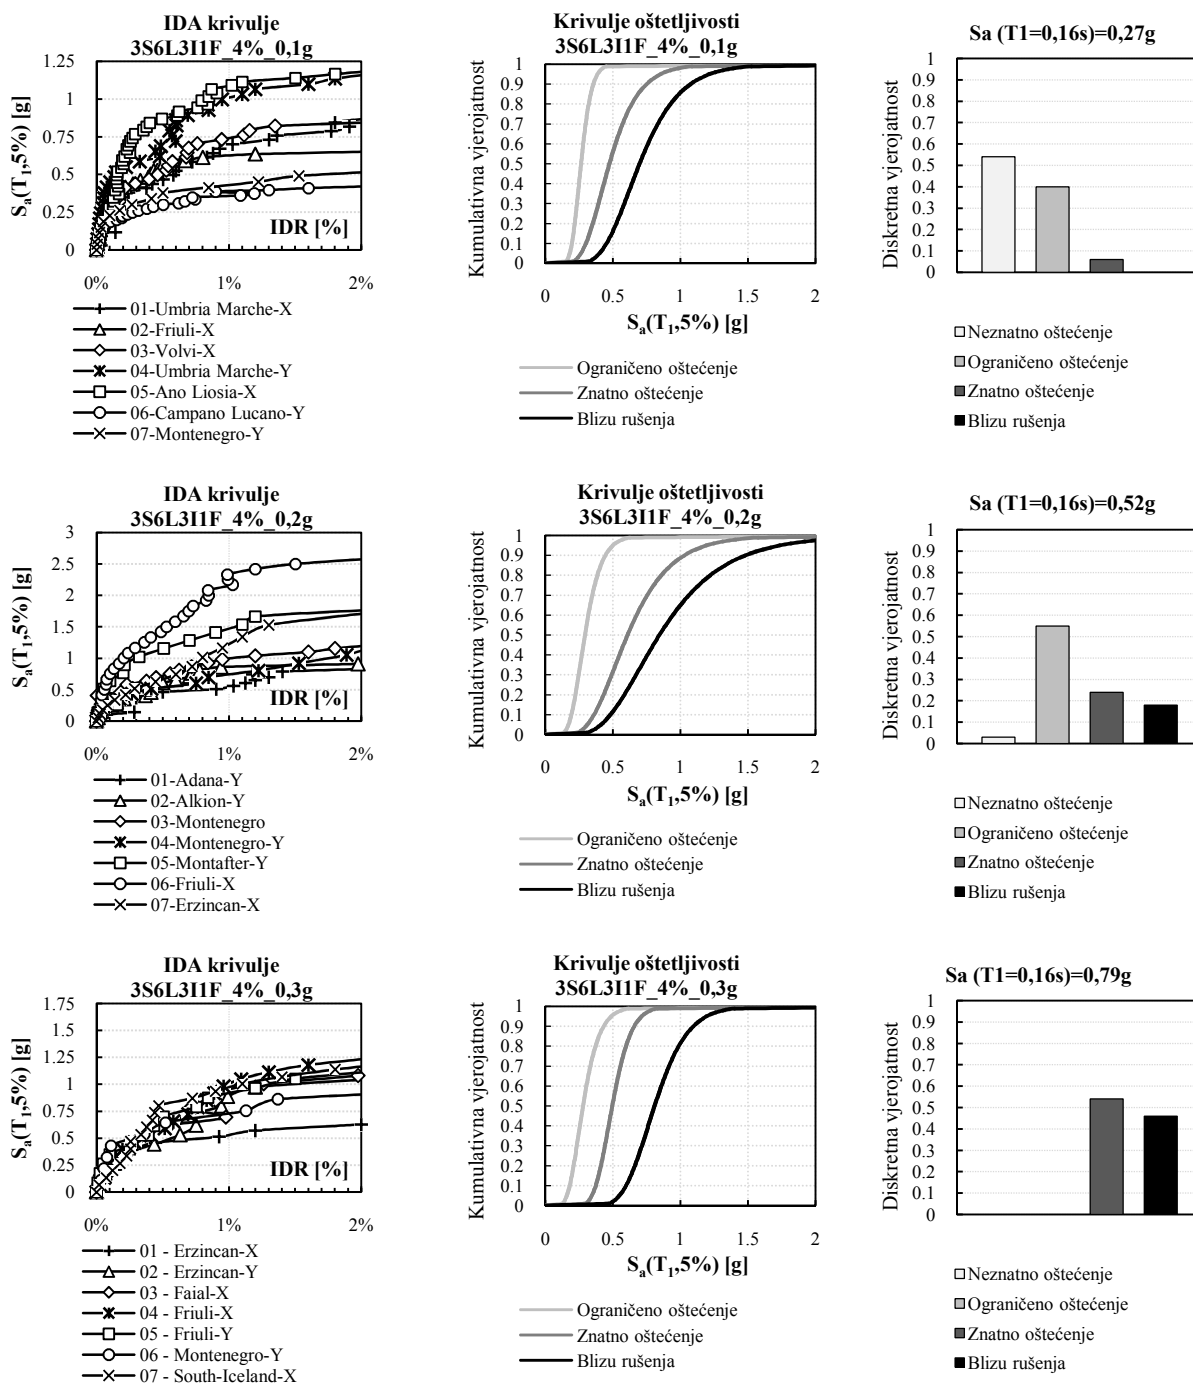 IDA krivulje
3S6L3I1F_4%_0,1g
1.25
1
0.75
0.5
0.25
0
Sa(T1,5%) [g]
IDR [%]
0% 1% 2%
01-Umbria Marche-X
02-Friuli-X
03-Volvi-X
04-Umbria Marche-Y
05-Ano Liosia-X
06-Campano Lucano-Y
07-Montenegro-Y
Krivulje oštetljivosti
3S6L3I1F_4%_0,1g
Kumulativna vjerojatnost
1
0.9
0.8
0.7
0.6
0.5
0.4
0.3
0.2
0.1
0
0 0.5 1 1.5 2
Sa(T1,5%) [g]
Ograničeno oštećenje
Znatno oštećenje
Blizu rušenja
Sa (T1=0,16s)=0,27g
Diskretna vjerojatnost
1
0.9
0.8
0.7
0.6
0.5
0.4
0.3
0.2
0.1
0
Neznatno oštećenje
Ograničeno oštećenje
Znatno oštećenje
Blizu rušenja
IDA krivulje
3S6L3I1F_4%_0,2g
3
2.5
2
1.5
1
0.5
0
Sa(T1,5%) [g]
IDR [%]
0% 1% 2%
01-Adana-Y
02-Alkion-Y
03-Montenegro
04-Montenegro-Y
05-Montafter-Y
06-Friuli-X
07-Erzincan-X
Krivulje oštetljivosti
3S6L3I1F_4%_0,2g
Kumulativna vjerojatnost
1
0.9
0.8
0.7
0.6
0.5
0.4
0.3
0.2
0.1
0
0 0.5 1 1.5 2
Sa(T1,5%) [g]
Ograničeno oštećenje
Znatno oštećenje
Blizu rušenja
Sa (T1=0,16s)=0,52g
Diskretna vjerojatnost
1
0.9
0.8
0.7
0.6
0.5
0.4
0.3
0.2
0.1
0
Neznatno oštećenje
Ograničeno oštećenje
Znatno oštećenje
Blizu rušenja
IDA krivulje
3S6L3I1F_4%_0,3g
1.75
1.5
1.25
1
0.75
0.5
0.25
0
Sa(T1,5%) [g]
IDR [%]
0% 1% 2%
01 - Erzincan-X
02 - Erzincan-Y
03 - Faial-X
04 - Friuli-X
05 - Friuli-Y
06 - Montenegro-Y
07 - South-Iceland-X
Krivulje oštetljivosti
3S6L3I1F_4%_0,3g
Kumulativna vjerojatnost
1
0.9
0.8
0.7
0.6
0.5
0.4
0.3
0.2
0.1
0
0 0.5 1 1.5 2
Sa(T1,5%) [g]
Ograničeno oštećenje
Znatno oštećenje
Blizu rušenja
Sa (T1=0,16s)=0,79g
Diskretna vjerojatnost
1
0.9
0.8
0.7
0.6
0.5
0.4
0.3
0.2
0.1
0
Neznatno oštećenje
Ograničeno oštećenje
Znatno oštećenje
Blizu rušenja